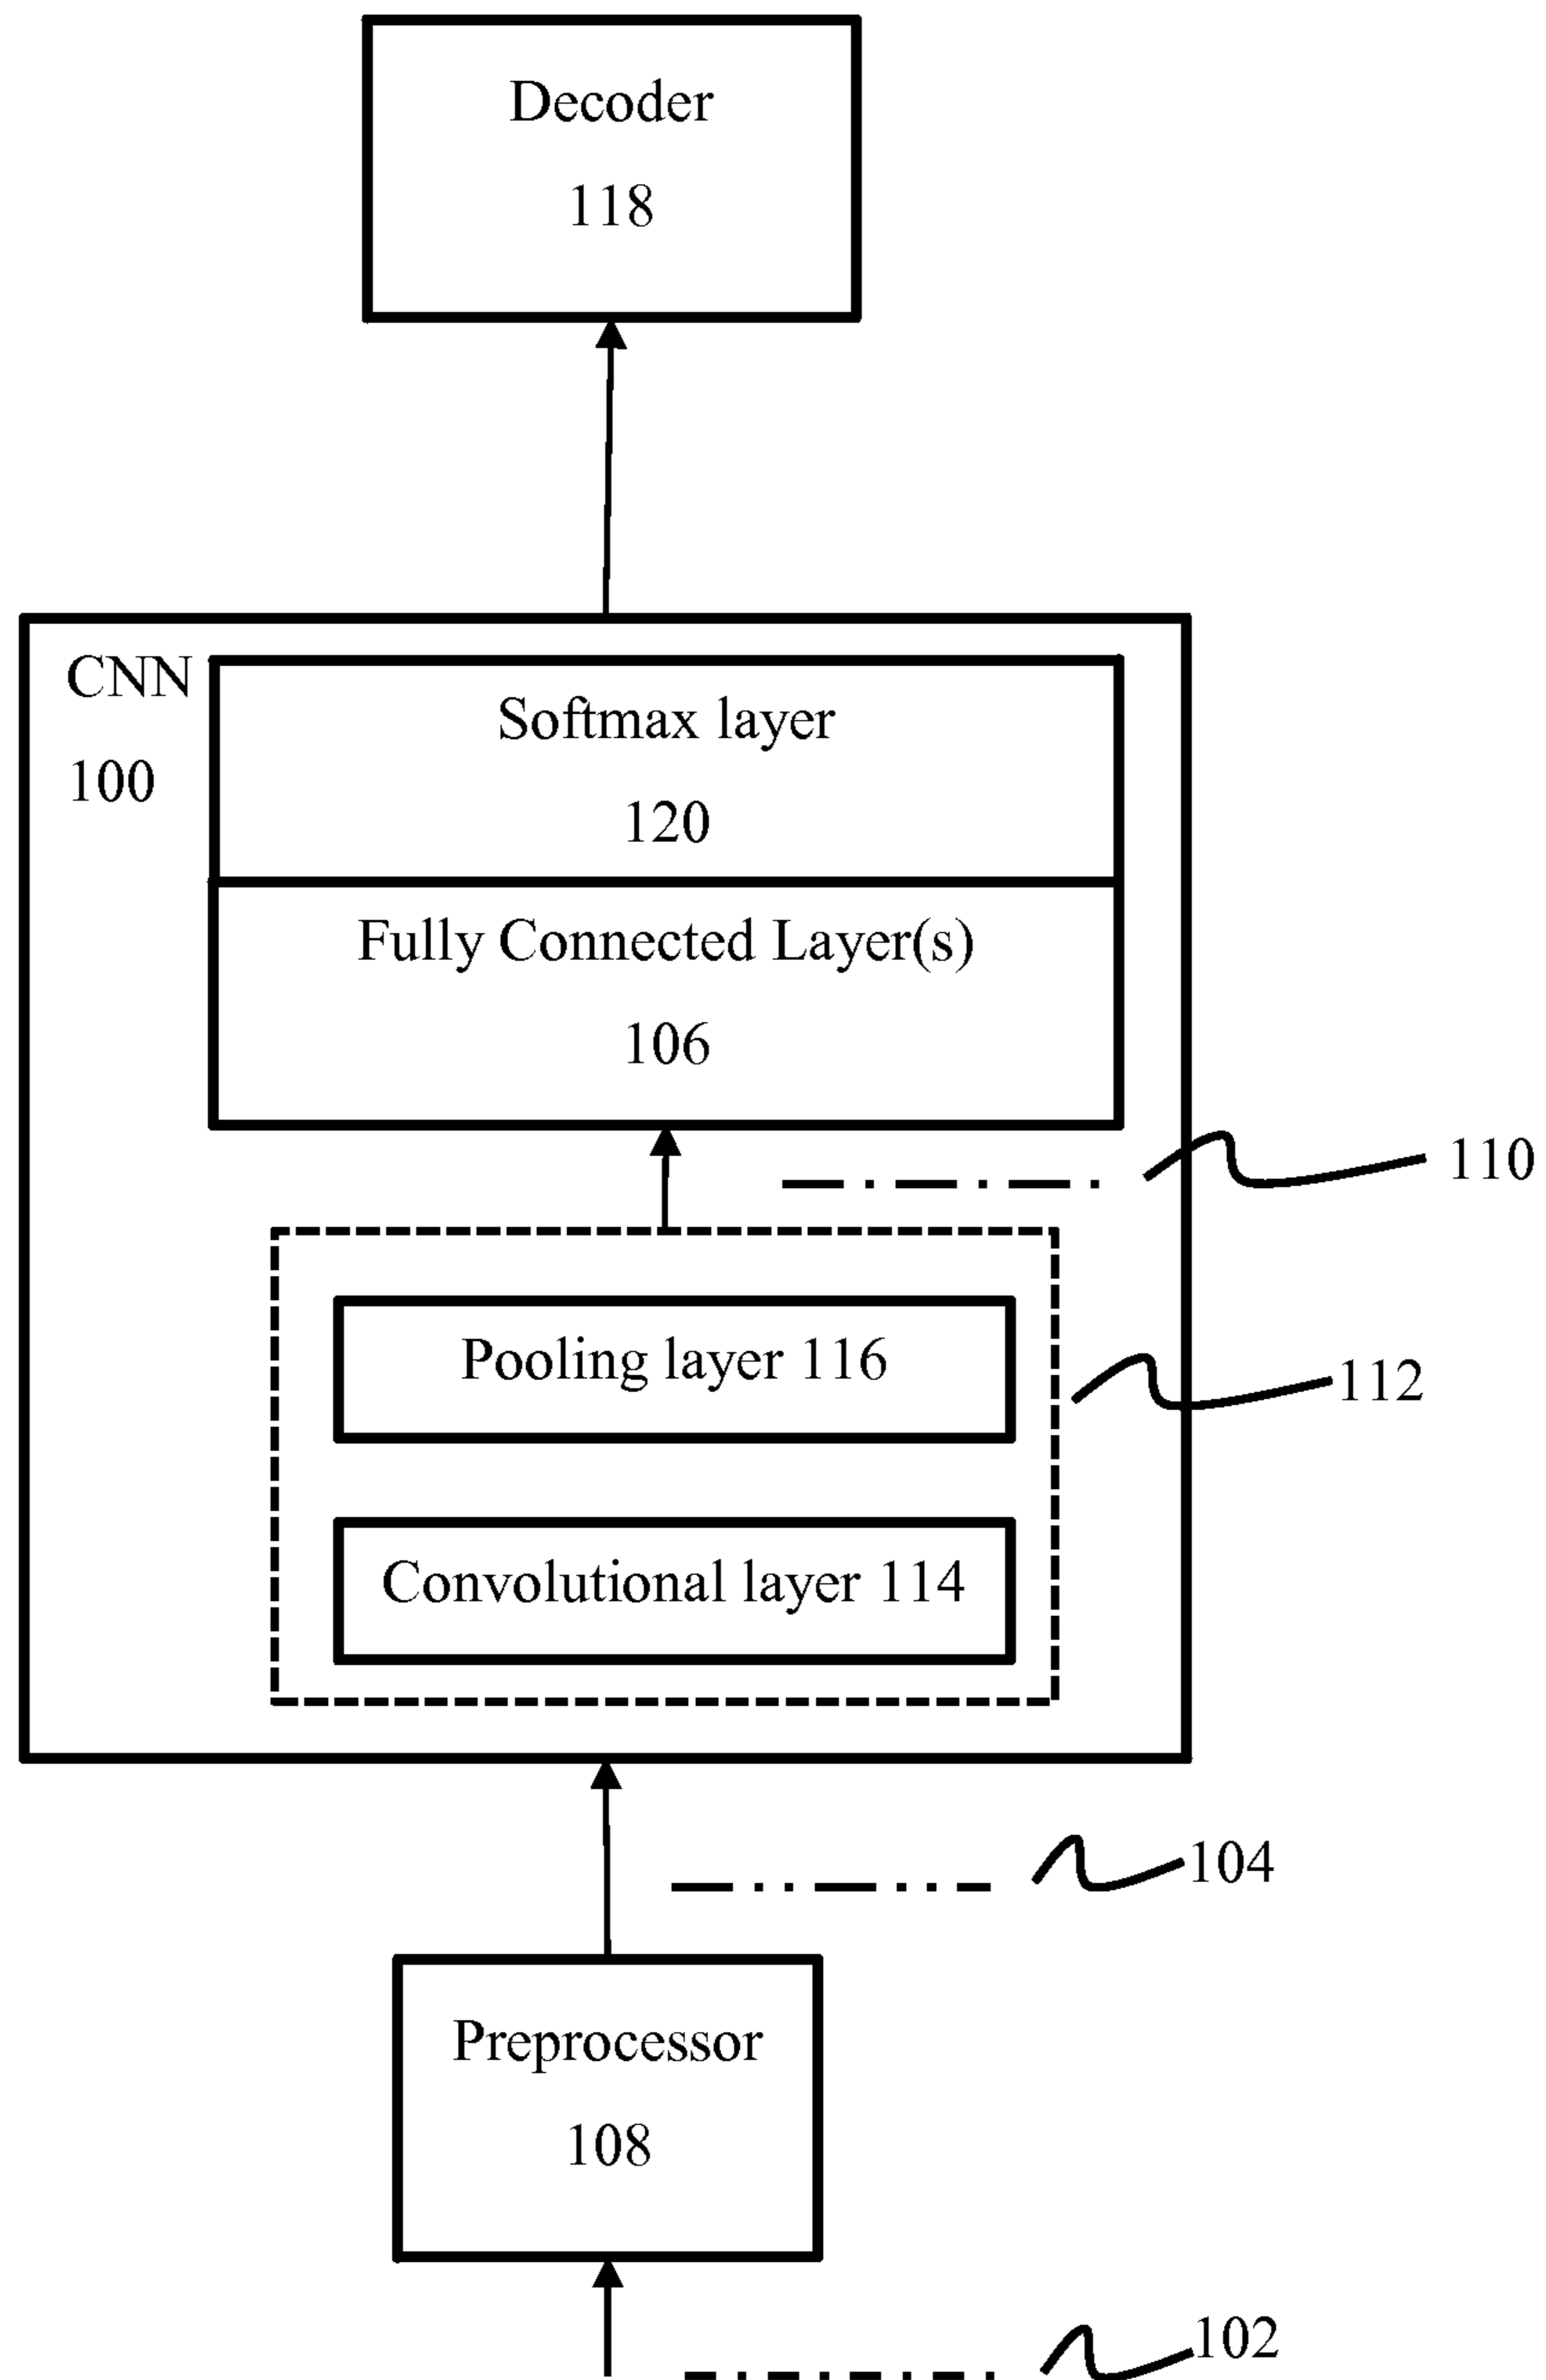 Decoder
118
CNN
100
Softmax layer
120
Fully Connected Layer(s)
106
110
Pooling layer 116
112
Convolutional layer 114
104
Preprocessor
108
102